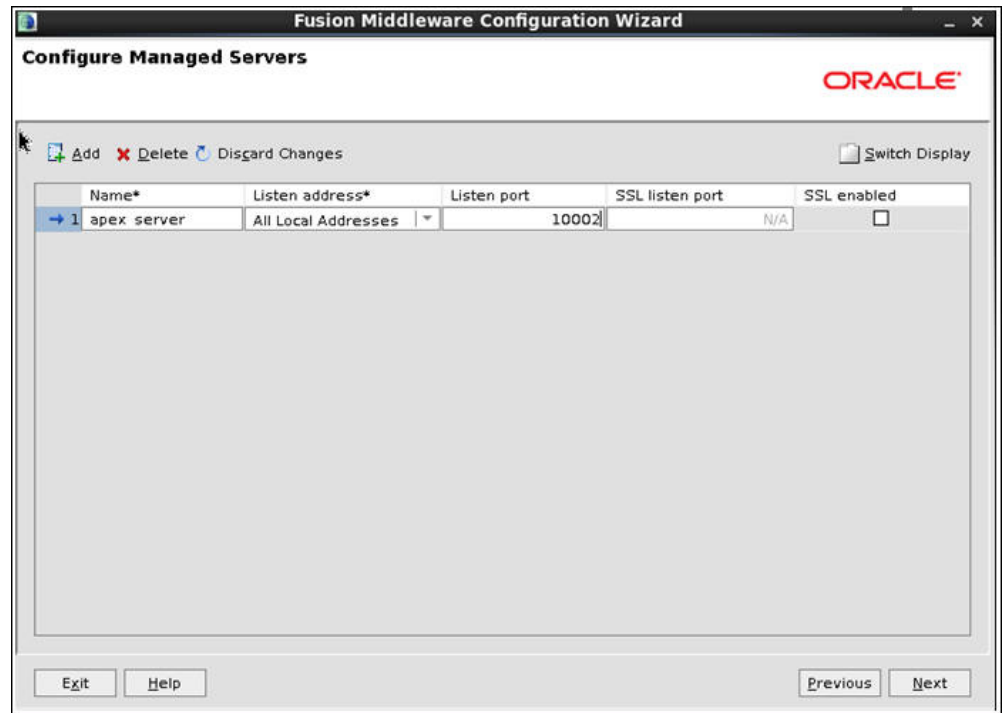 Fusion Middleware Configuration Wizard
Configure Managed Servers
ORACLE
Add Delete Discard Changes Switch Display
Name* Listen address* Listen port SSL listen port SSL enabled
1 apex server All Local Addresses 10002 N/A
Exit Help Previous Next